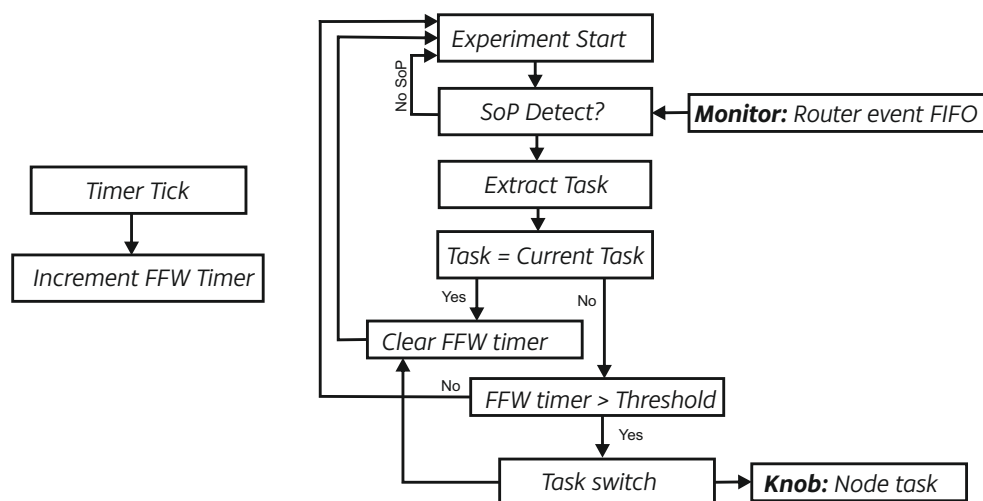 Experiment Start
No SoP
SoP Detect?
Monitor: Router event FIFO
Extract Task
Timer Tick
Task = Current Task
Increment FFW Timer
Yes
No
Clear FFW timer
No
FFW timer > Threshold
Yes
Task switch
Knob: Node task